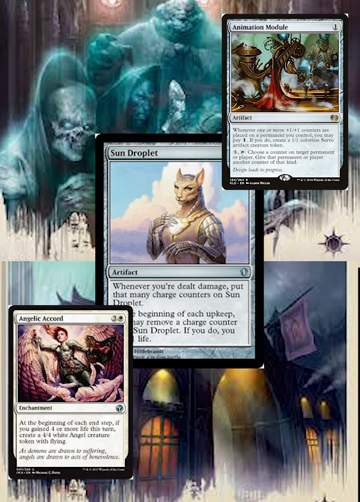 Animation Module 1
Artifact
Whenever one or more +1/+1 counters are
placed on a permanent you control, you may
pay 1. If you do, create a 1/1 colorless Servo
artifact creature token.
3, : Choose a counter on target permanent
or player. Give that permanent or player
another counter of that kind.
Design leads to progress.
Sun Droplet
Artifact
Whenever you're dealt damage, put
that many charge counters on Sun
Droplet.
he beginning of each upkeep,
may remove a charge counter
Sun Droplet. If you do, you
life.
Hildebrandt
Angelic Accord 3
Enchantment
At the beginning of each end step, if
you gained 4 or more life this turn,
create a 4/4 white Angel creature
token with flying.
As demons are drawn to suffering,
angels are drawn to acts of benevolence.